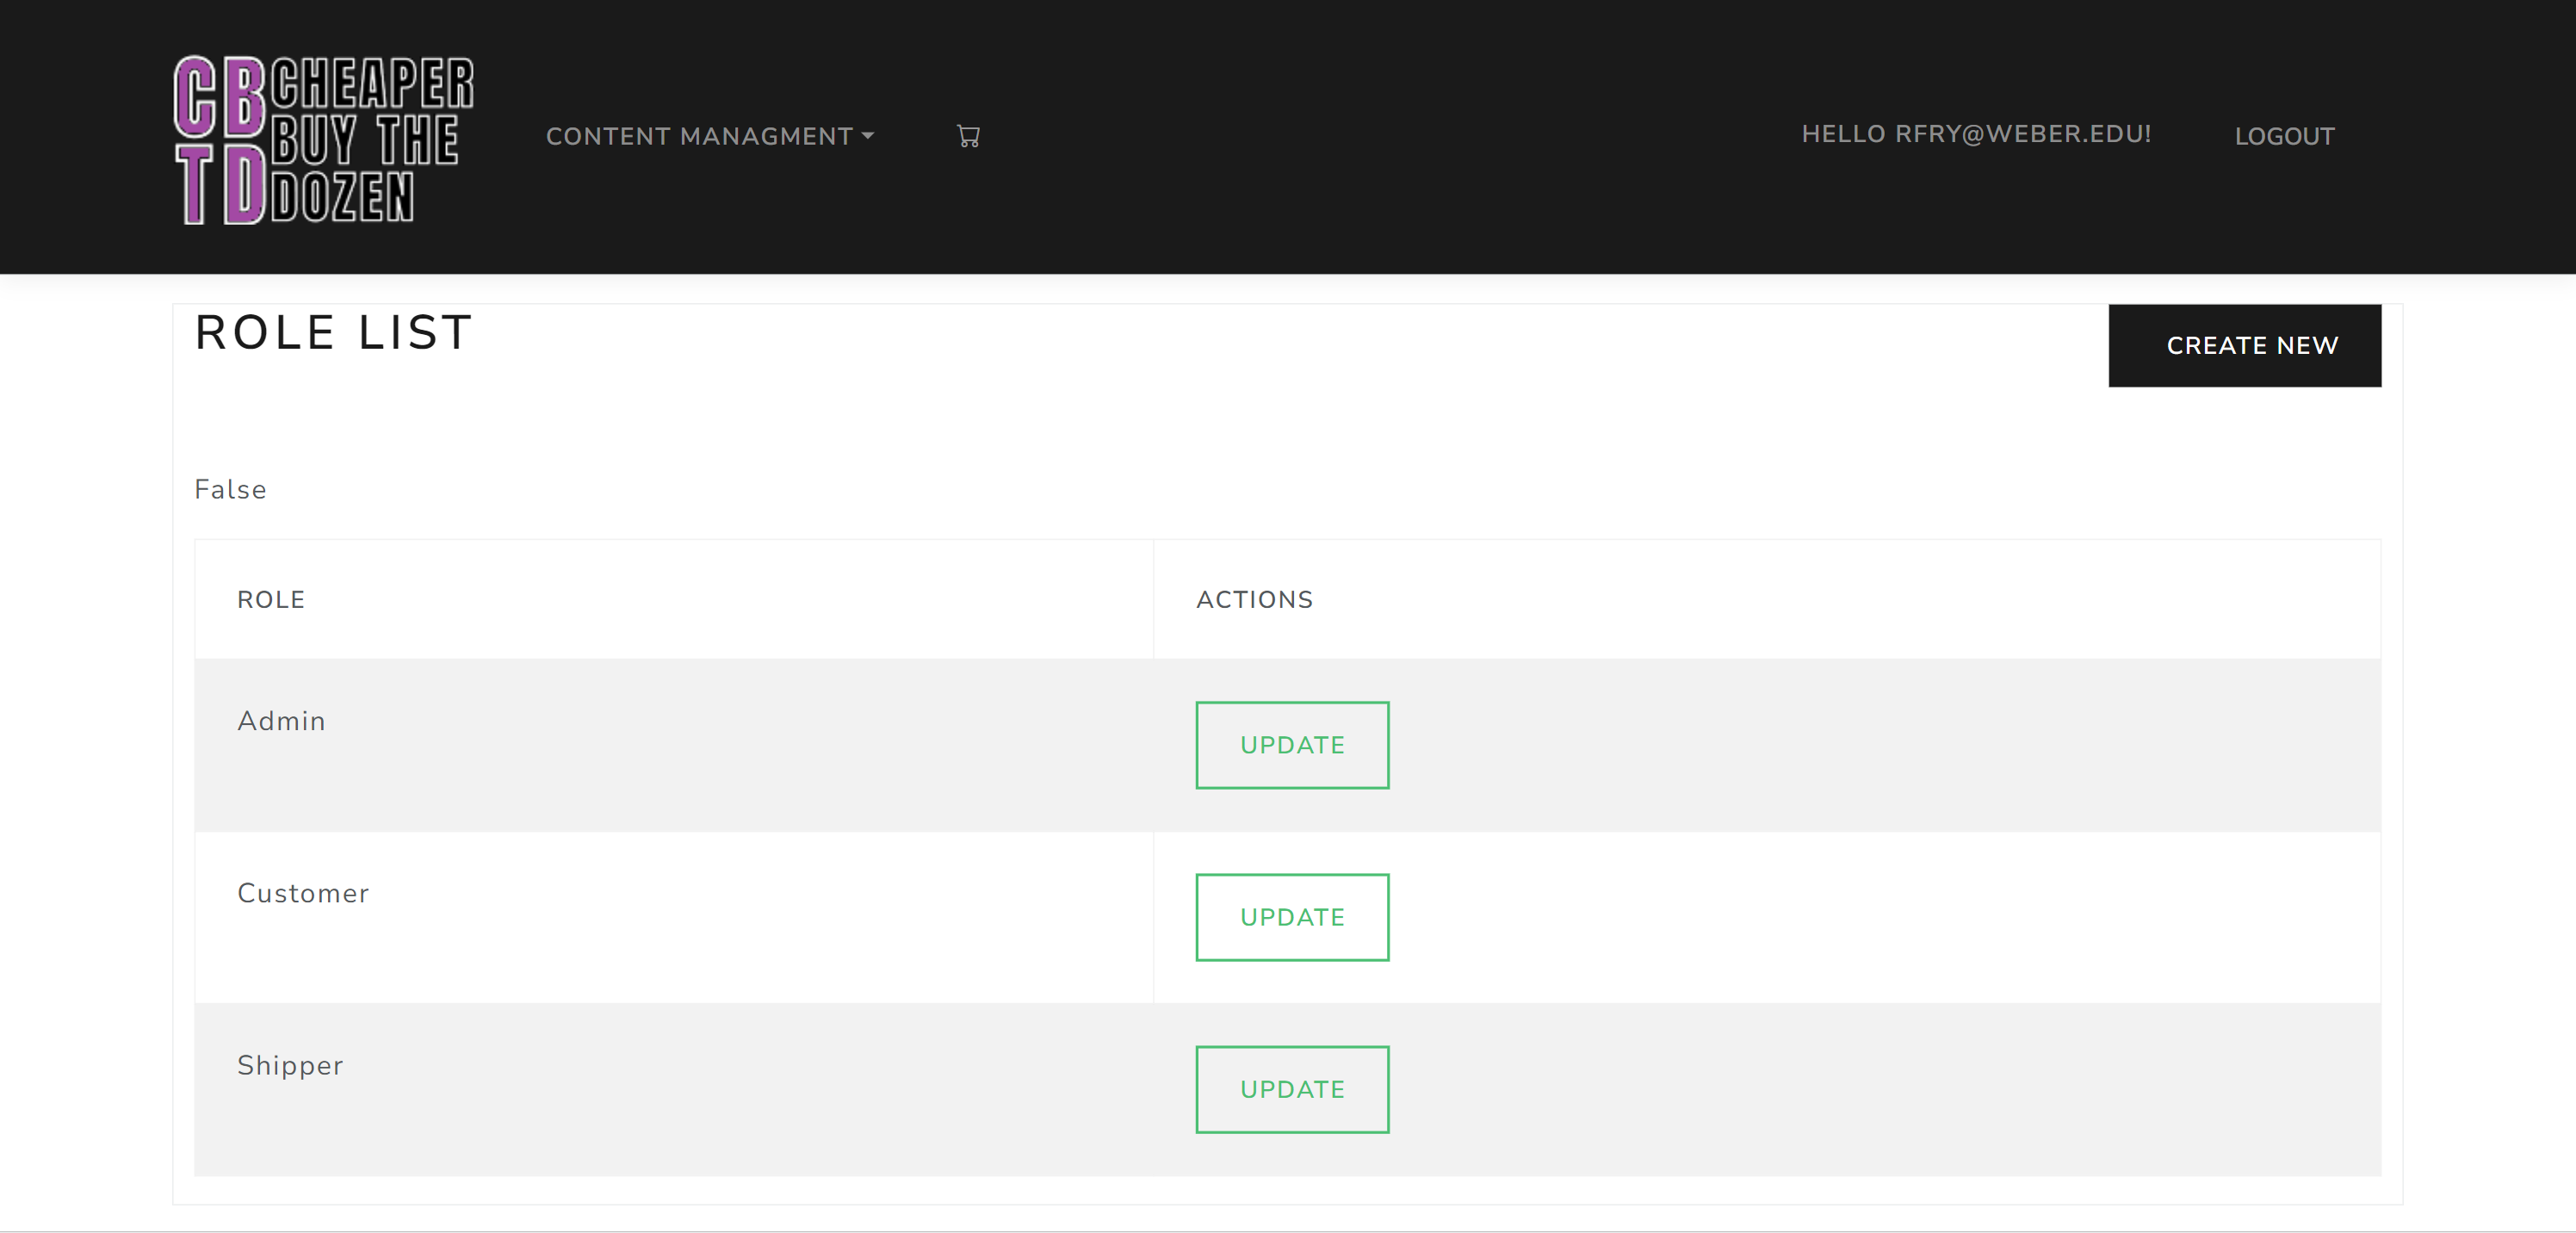 CB CHEAPER
BUY THE
TD DOZEN
CONTENT MANAGMENT
HELLO RFRY@WEBER.EDU!
LOGOUT
ROLE LIST
CREATE NEW
False
ROLE ACTIONS
Admin UPDATE
Customer UPDATE
Shipper UPDATE